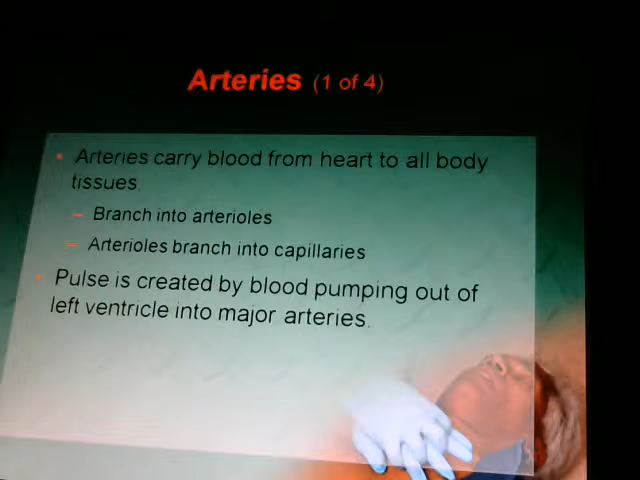 Arteries (1 of 4)
• Arteries carry blood from heart to all body
tissues.
– Branch into arterioles
– Arterioles branch into capillaries
• Pulse is created by blood pumping out of
left ventricle into major arteries.